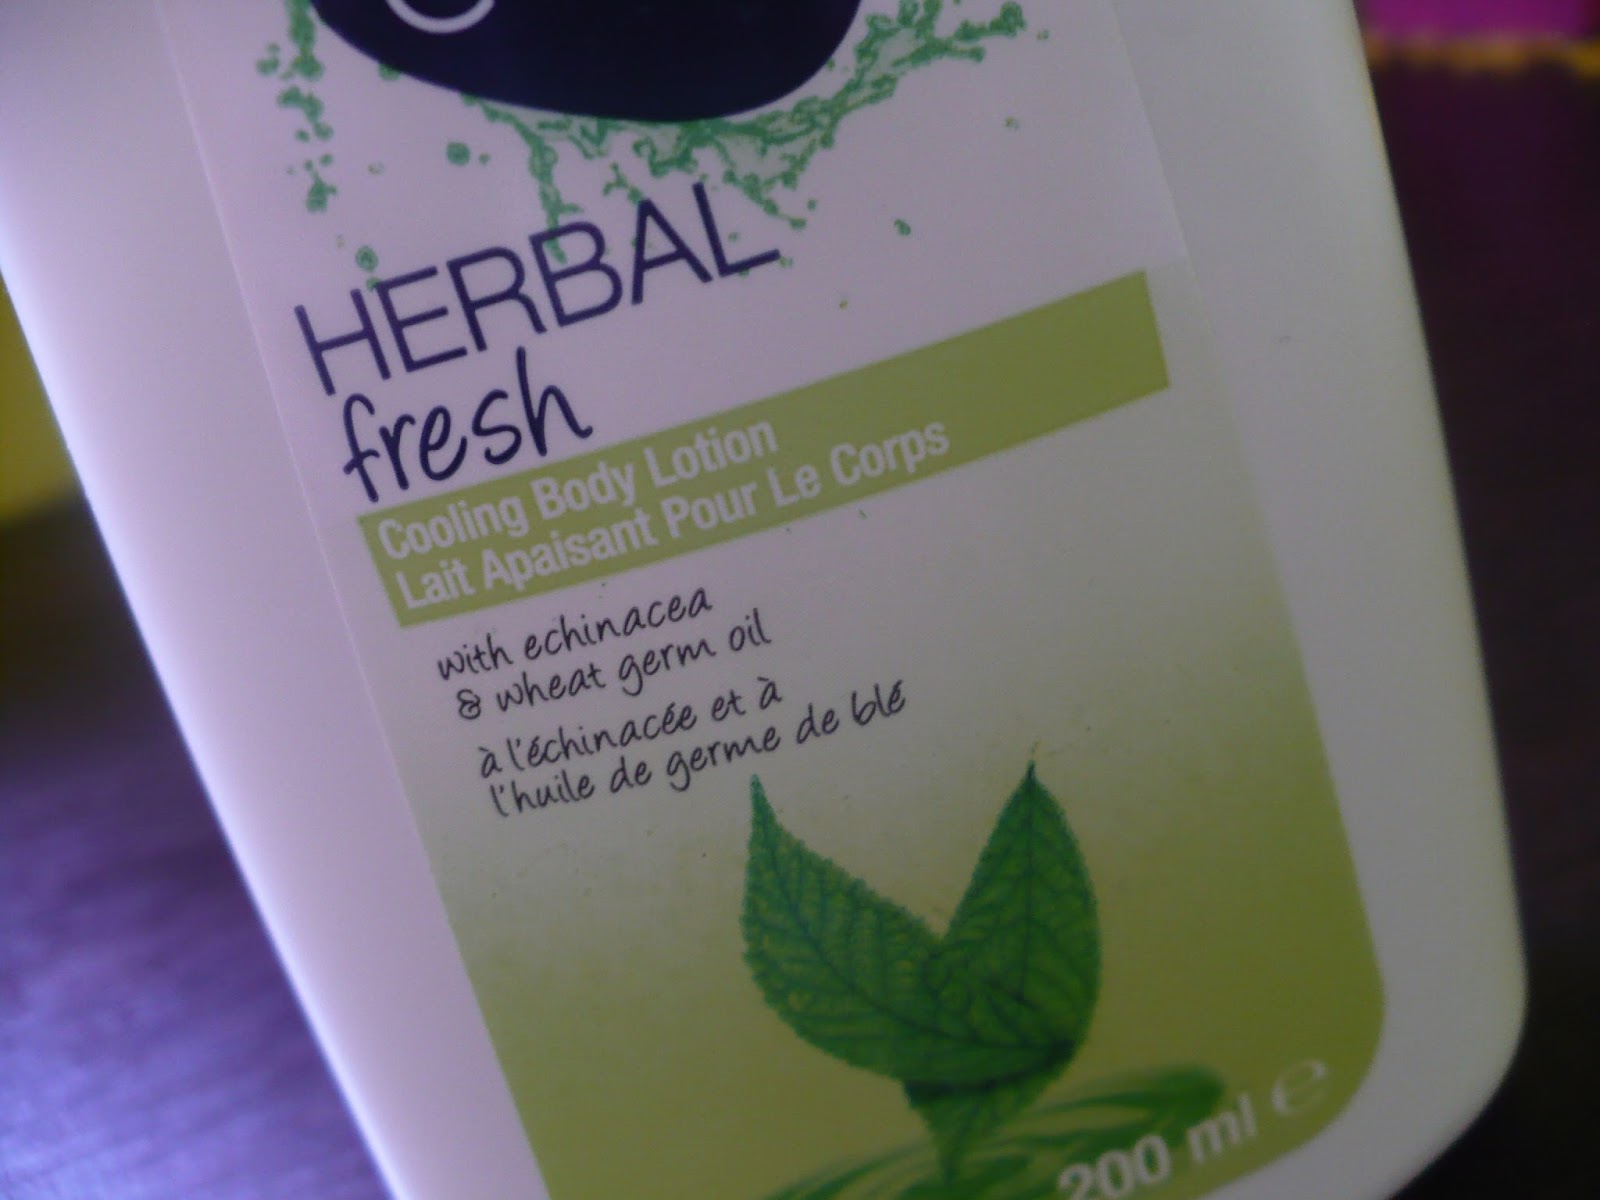 HERBAL
fresh
Cooling Body Lotion
Lait Apaisant Pour Le Corps
with echinacea
& wheat germ oil
à l'échinacée et à
l'huile de germe de blé
200 ml ℮